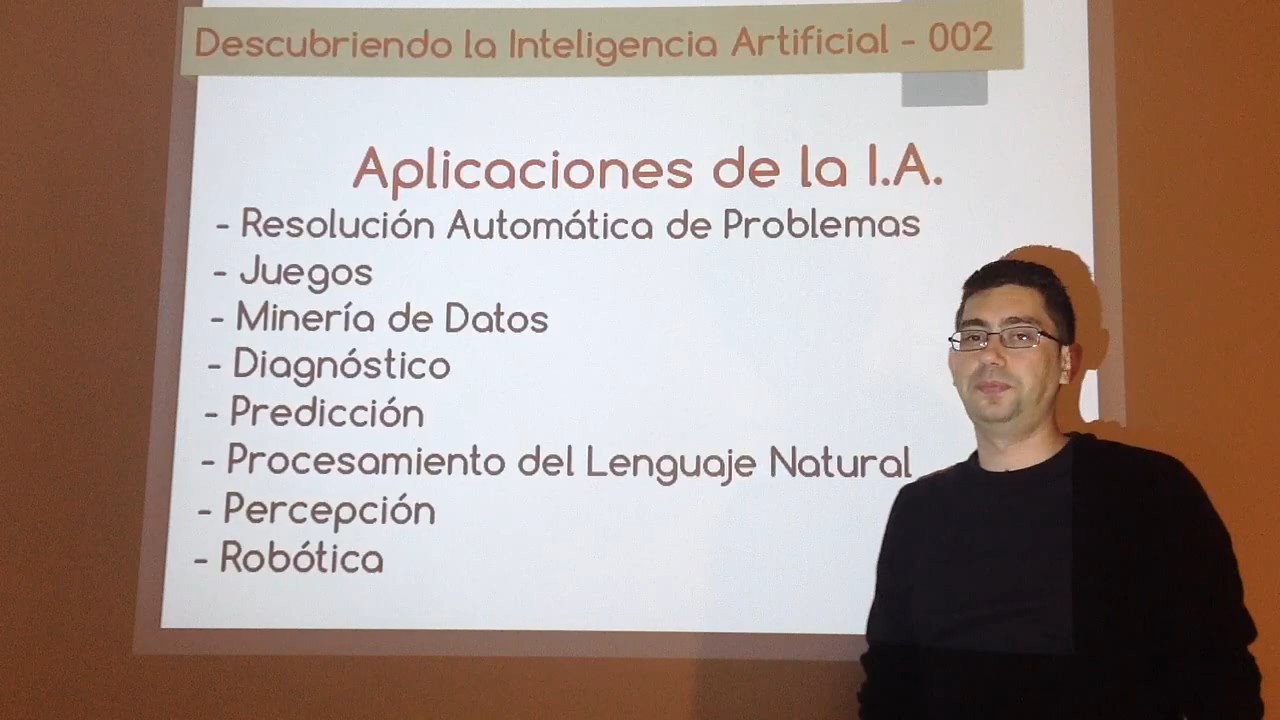 Descubriendo la Inteligencia Artificial - 002
Aplicaciones de la I.A.
- Resolución Automática de Problemas
- Juegos
- Minería de Datos
- Diagnóstico
- Predicción
- Procesamiento del Lenguaje Natural
- Percepción
- Robótica